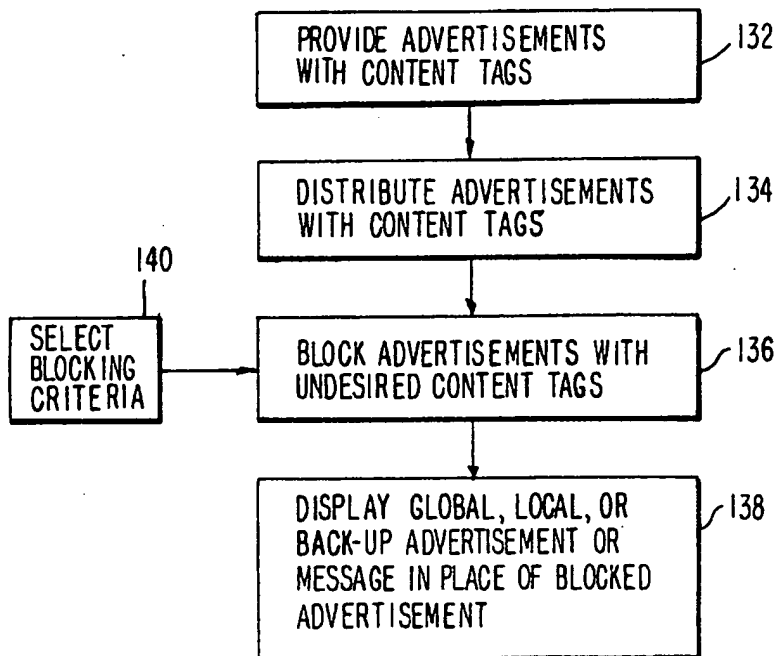 PROVIDE ADVERTISEMENTS
WITH CONTENT TAGS
132
DISTRIBUTE ADVERTISEMENTS
WITH CONTENT TAGS
134
140
SELECT
BLOCKING
CRITERIA
BLOCK ADVERTISEMENTS WITH
UNDESIRED CONTENT TAGS
136
DISPLAY GLOBAL, LOCAL, OR
BACK-UP ADVERTISEMENT OR
MESSAGE IN PLACE OF BLOCKED
ADVERTISEMENT
138